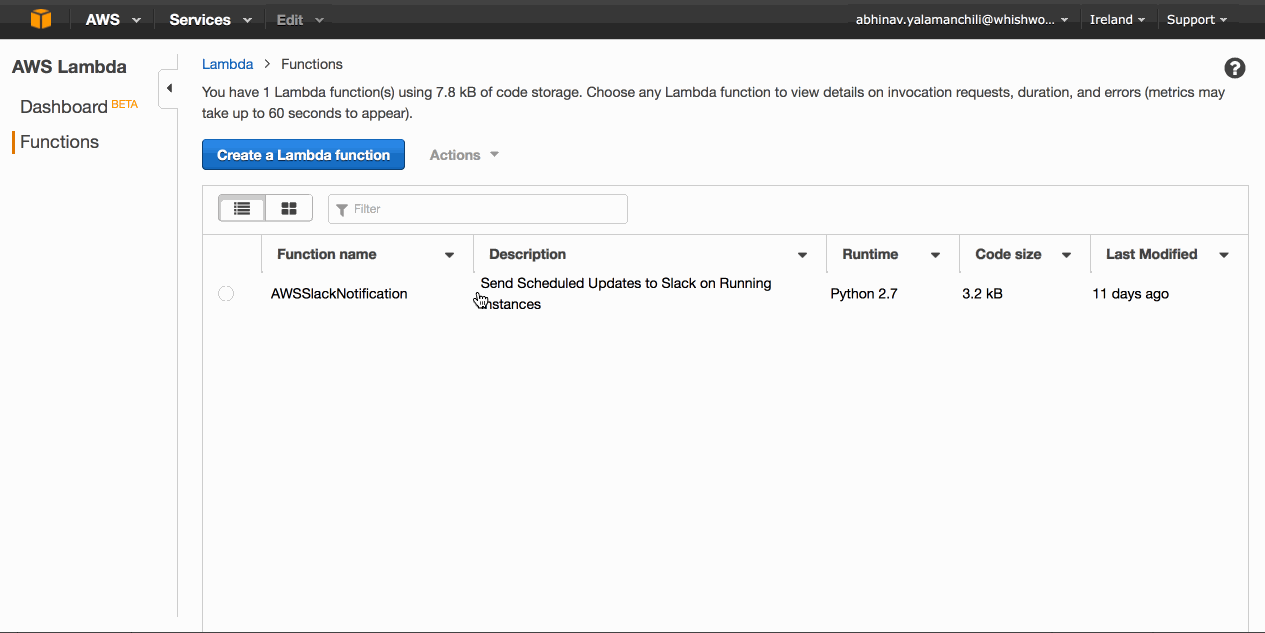 AWS Services Edit abhinav.yalamanchili@whishwo... Ireland Support
AWS Lambda
Dashboard BETA
Functions
Lambda > Functions
You have 1 Lambda function(s) using 7.8 kB of code storage. Choose any Lambda function to view details on invocation requests, duration, and errors (metrics may
take up to 60 seconds to appear).
Create a Lambda function Actions
Filter
Function name Description Runtime Code size Last Modified
AWSSlackNotification Send Scheduled Updates to Slack on Running Python 2.7 3.2 kB 11 days ago
Instances